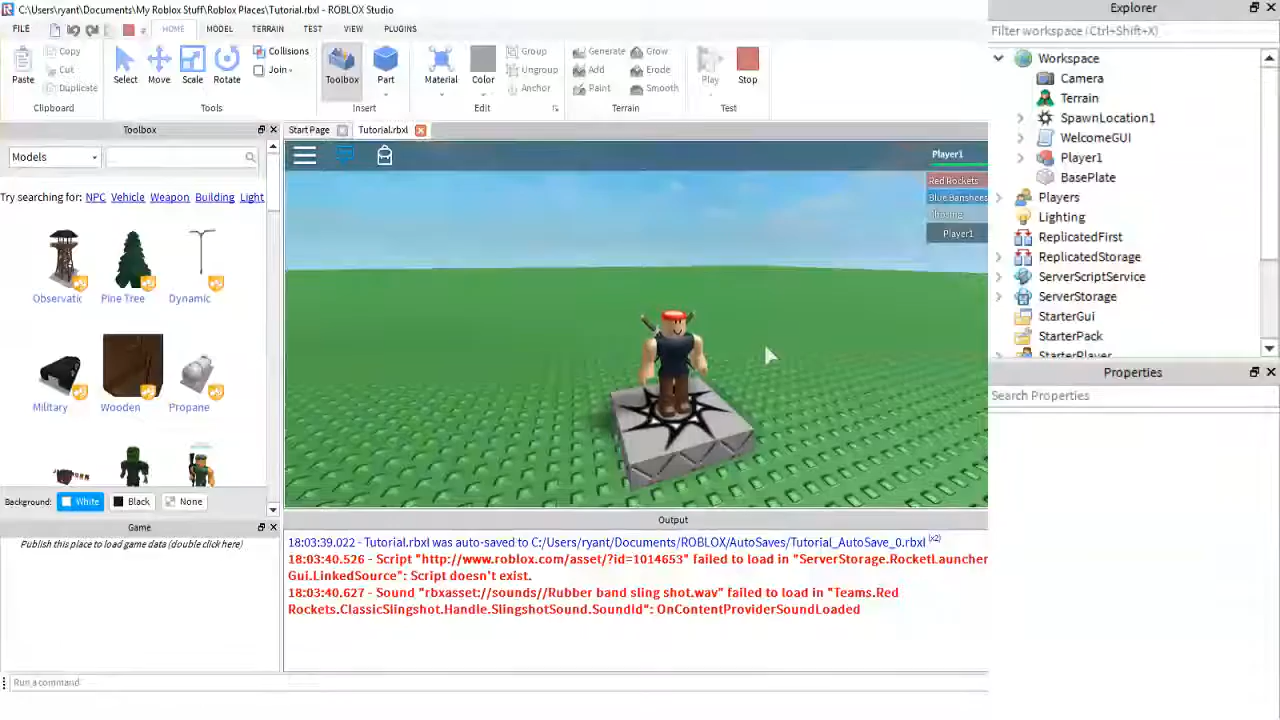 C:\Users\ryant\Documents\My Roblox Stuff\Roblox Places\Tutorial.rbxl - ROBLOX Studio
FILE
HOME
MODEL
TERRAIN
TEST
VIEW
PLUGINS
Paste
Copy
Cut
Duplicate
Clipboard
Select
Move
Scale
Rotate
Collisions
Join
Tools
Toolbox
Part
Insert
Material
Color
Group
Ungroup
Anchor
Edit
Generate
Add
Paint
Grow
Erode
Smooth
Terrain
Play
Stop
Test
Toolbox
Models
Try searching for: NPC Vehicle Weapon Building Light
Observatic
Pine Tree
Dynamic
Military
Wooden
Propane
Background: White Black None
Game
Publish this place to load game data (double click here)
Start Page
Tutorial.rbxl
Player1
Red Rockets
Blue Banshees
Player1
Output
18:03:39.022 - Tutorial.rbxl was auto-saved to C:/Users/ryant/Documents/ROBLOX/AutoSaves/Tutorial_AutoSave_0.rbxl (x2)
18:03:40.526 - Script "http://www.roblox.com/asset/?id=1014653" failed to load in "ServerStorage.RocketLauncher
Gui.LinkedSource": Script doesn't exist.
18:03:40.627 - Sound "rbxasset://sounds//Rubber band sling shot.wav" failed to load in "Teams.Red
Rockets.ClassicSlingshot.Handle.SlingshotSound.SoundId": OnContentProviderSoundLoaded
Run a command
Explorer
Filter workspace (Ctrl+Shift+X)
Workspace
Camera
Terrain
SpawnLocation1
WelcomeGUI
Player1
BasePlate
Players
Lighting
ReplicatedFirst
ReplicatedStorage
ServerScriptService
ServerStorage
StarterGui
StarterPack
StarterPlayer
Properties
Search Properties